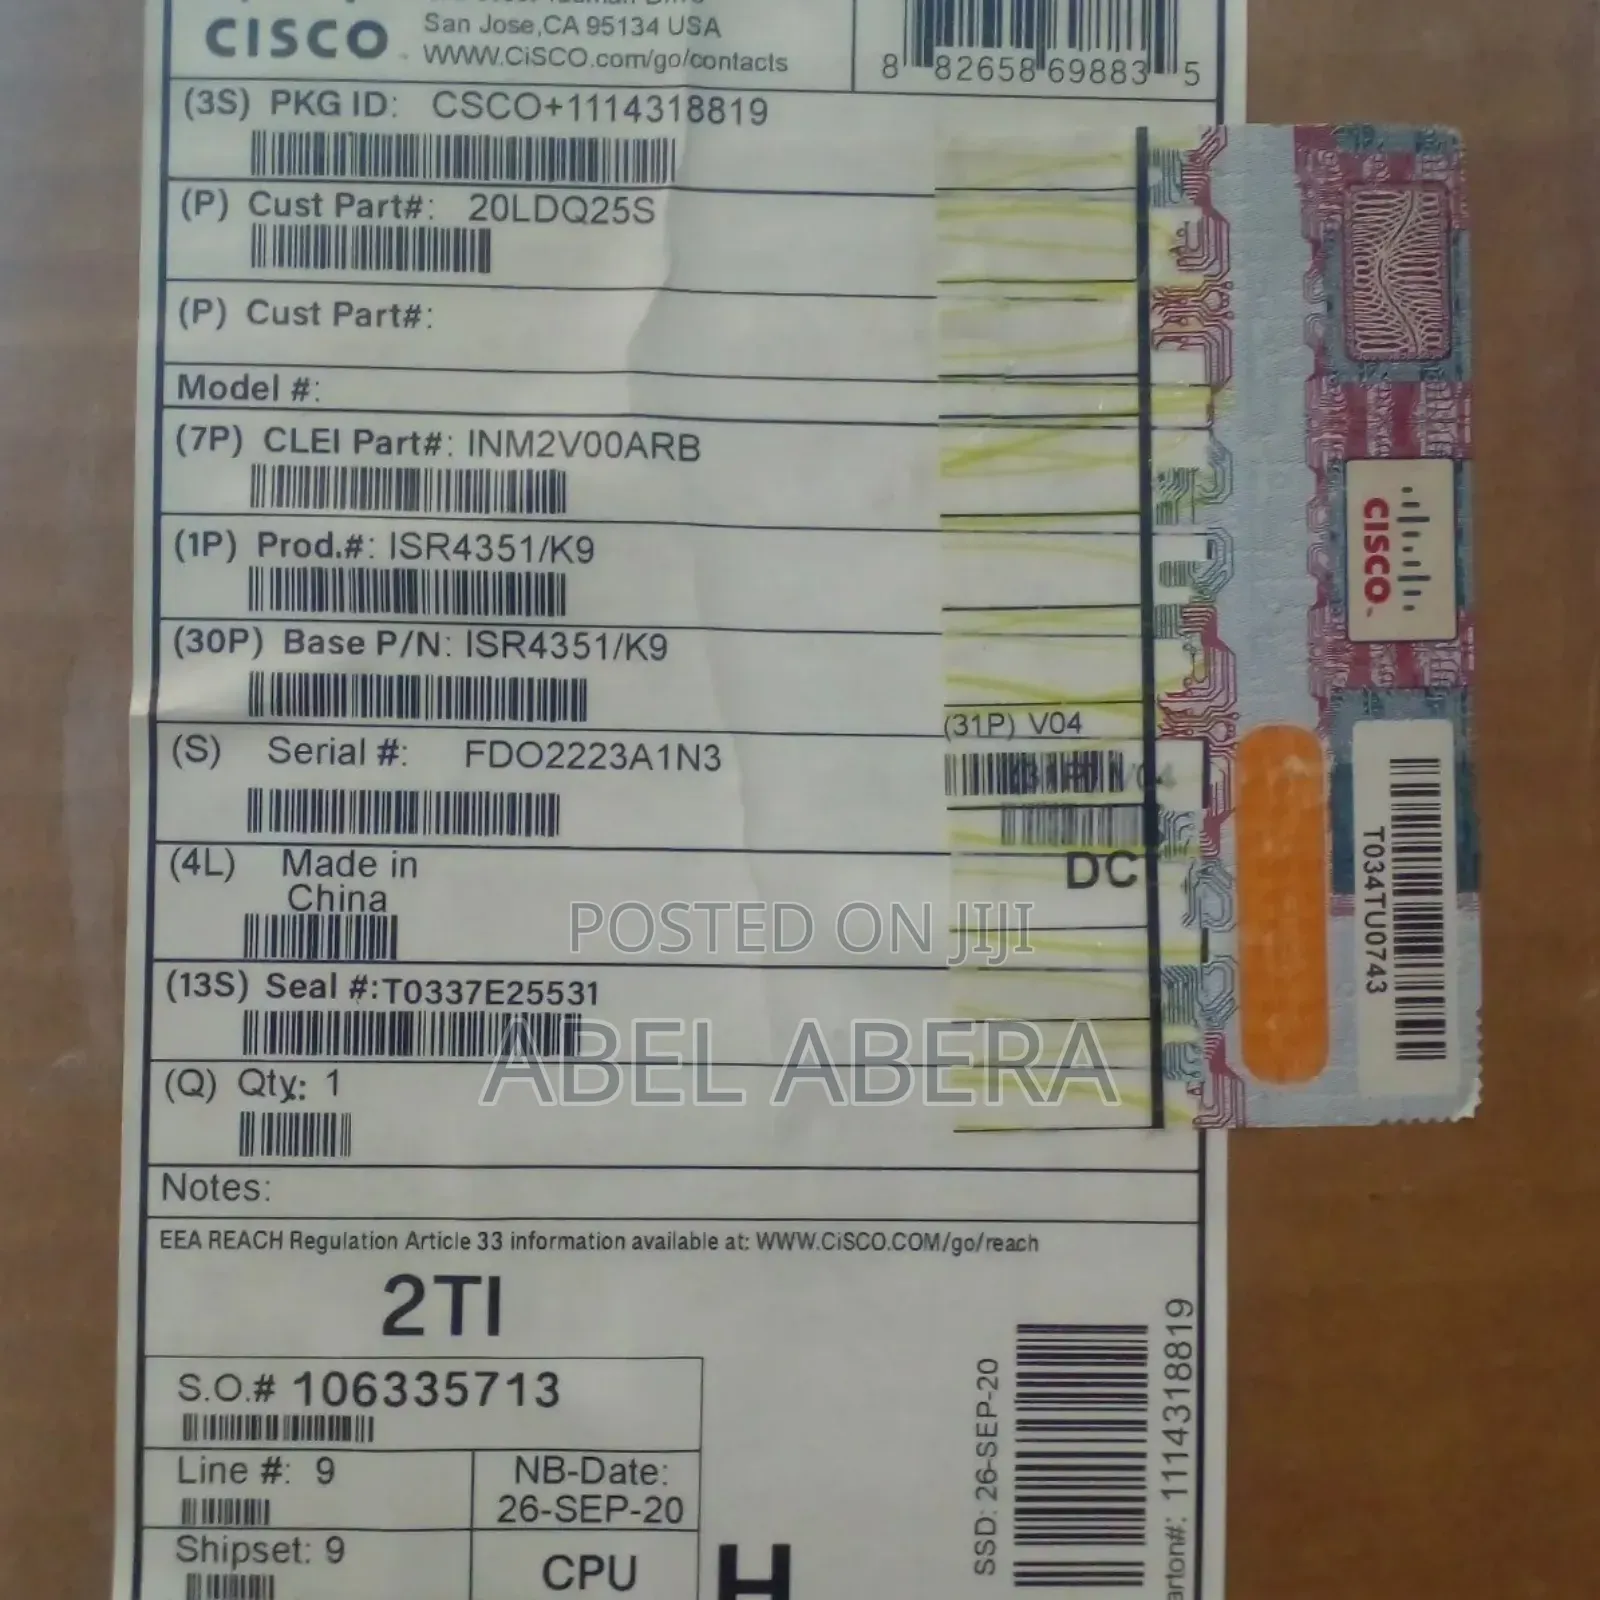 CISCO
San Jose,CA 95134 USA
WWW.CiSCO.com/go/contacts
8 82658 69883 5
(3S) PKG ID: CSCO+1114318819
(P) Cust Part#: 20LDQ25S
(P) Cust Part#:
Model #:
(7P) CLEI Part#: INM2V00ARB
(1P) Prod.#: ISR4351/K9
(30P) Base P/N: ISR4351/K9
(31P) V04
(S) Serial #: FDO2223A1N3
(4L) Made in
China
DC
(13S) Seal #:T0337E25531
(Q) Qty: 1
Notes:
EEA REACH Regulation Article 33 information available at: WWW.CiSCO.COM/go/reach
2TI
S.O.# 106335713
Line #: 9
NB-Date:
26-SEP-20
Shipset: 9
CPU
H
SSD: 26-SEP-20
1114318819
CISCO
T034TU0743
POSTED ON JIJI
ABEL ABERA